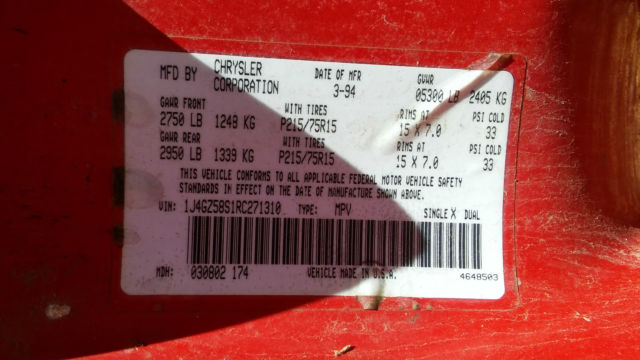 MFD BY CHRYSLER CORPORATION DATE OF MFR 3-94 GVWR 05300 LB 2405 KG
GAWR FRONT WITH TIRES RIMS AT PSI COLD
2750 LB 1248 KG P215/75R15 15 X 7.0 33
GAWR REAR WITH TIRES RIMS AT PSI COLD
2950 LB 1339 KG P215/75R15 15 X 7.0 33
THIS VEHICLE CONFORMS TO ALL APPLICABLE FEDERAL MOTOR VEHICLE SAFETY
STANDARDS IN EFFECT ON THE DATE OF MANUFACTURE SHOWN ABOVE.
VIN: 1J4GZ58S1RC271310 TYPE: MPV SINGLE X DUAL
MDH: 030802 174 VEHICLE MADE IN U.S.A. 4648503